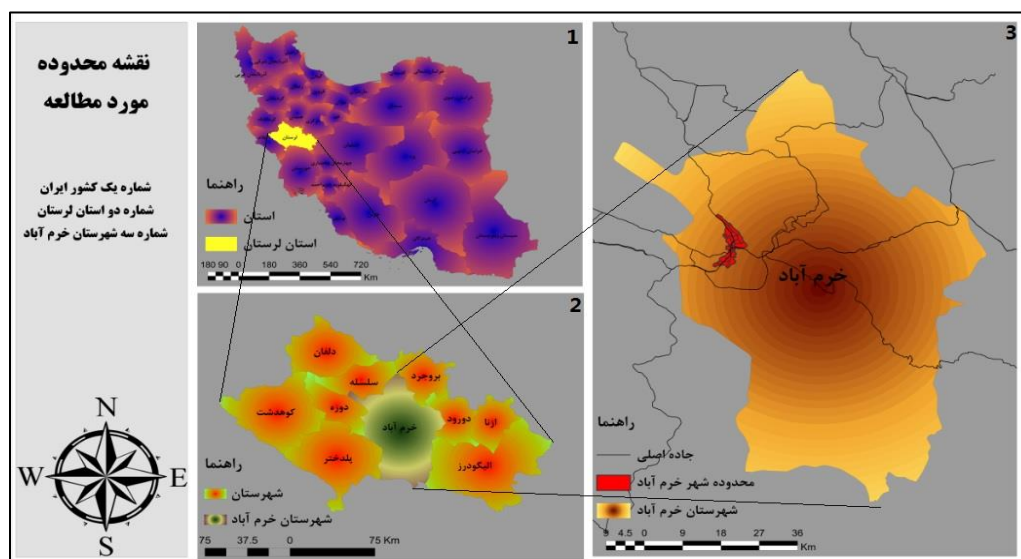 نقشه محدوده
مورد مطالعه
شماره یک کشور ایران
شماره دو استان لرستان
شماره سه شهرستان خرم آباد
N
W
E
S
1
لرستان
راهنما
استان
استان لرستان
180 90 0 180 360 540 720
Km
2
دلفان
سلسله
بروجرد
کوهدشت
دوره
خرم آباد
دورود
ازنا
پلدختر
الیگودرز
راهنما
شهرستان
شهرستان خرم آباد
75 37.5 0 75 Km
3
خرم آباد
راهنما
جاده اصلی
محدوده شهر خرم آباد
شهرستان خرم آباد
9 4.5 0 9 18 27 36
Km